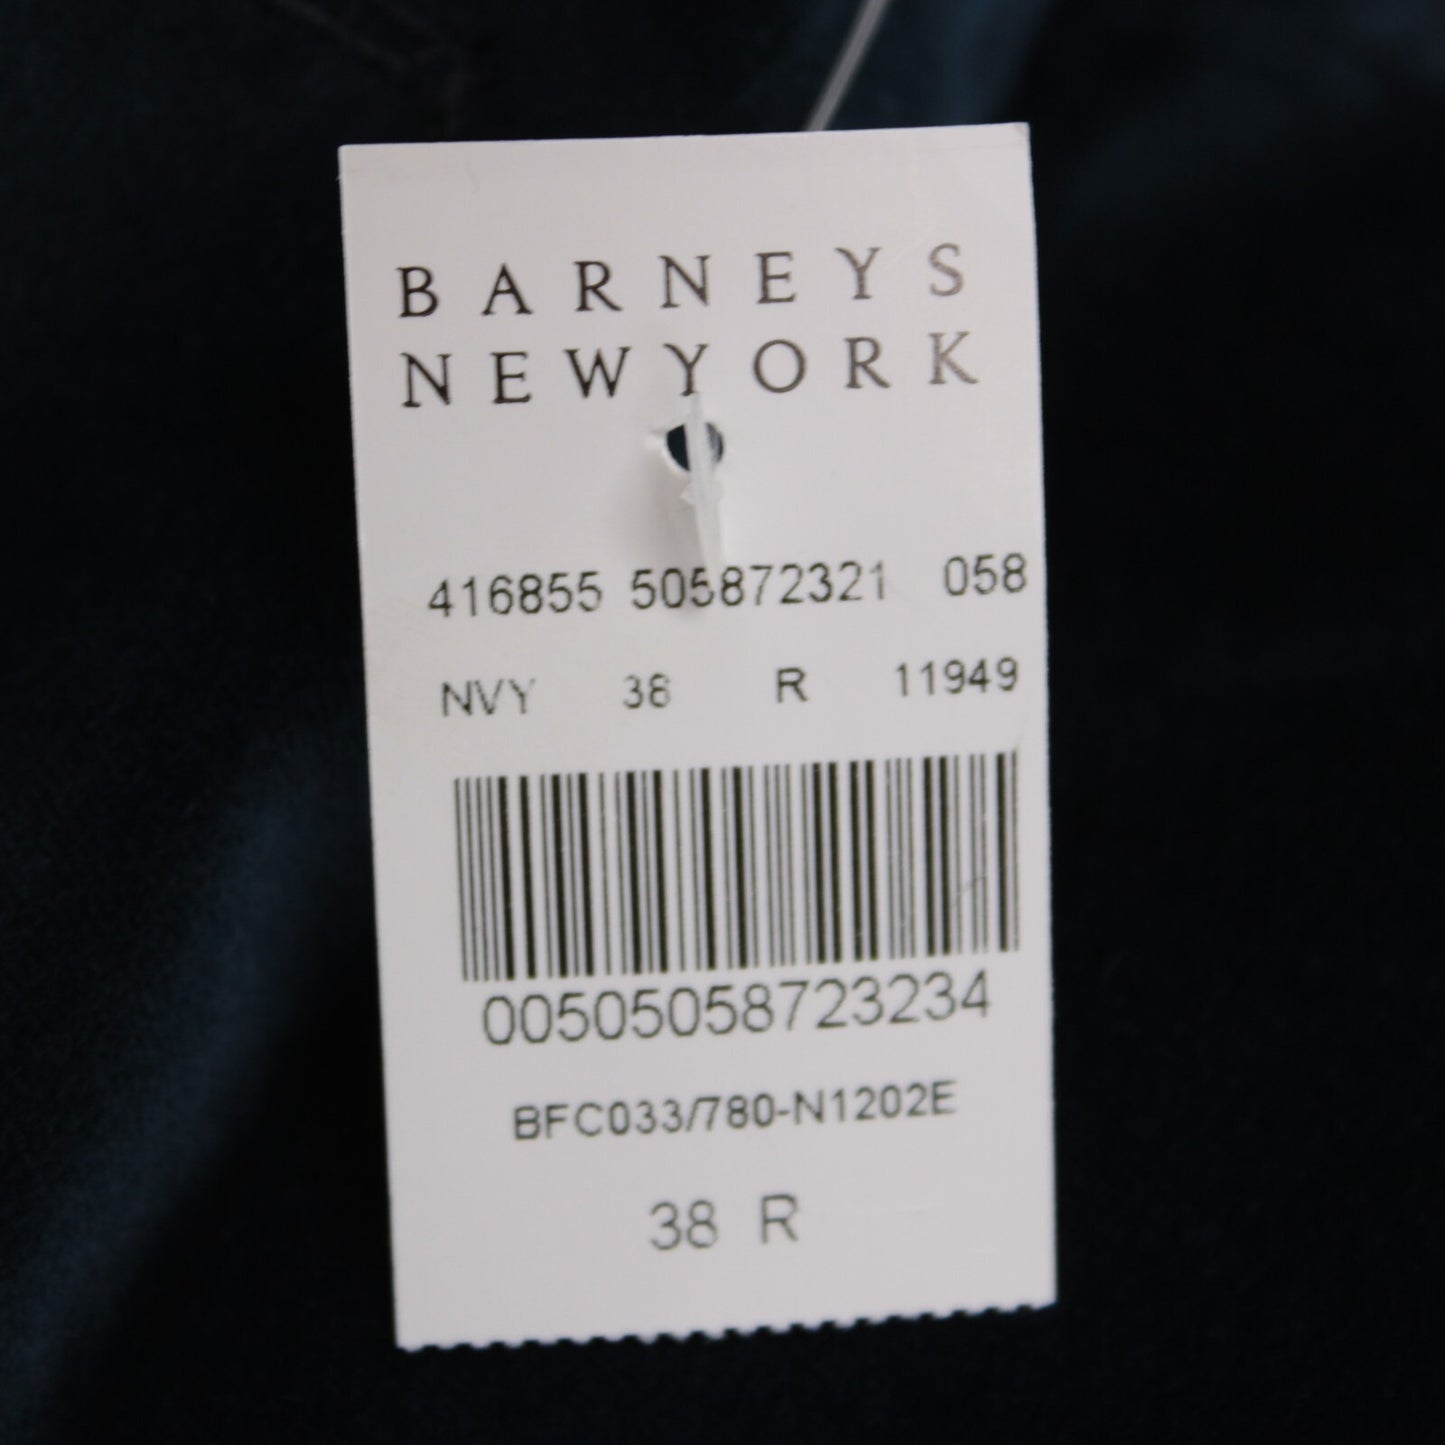 BARNEYS
NEWYORK
416855 505872321 058
NVY 38 R 11949
00505058723234
BFC033/780-N1202E
38 R